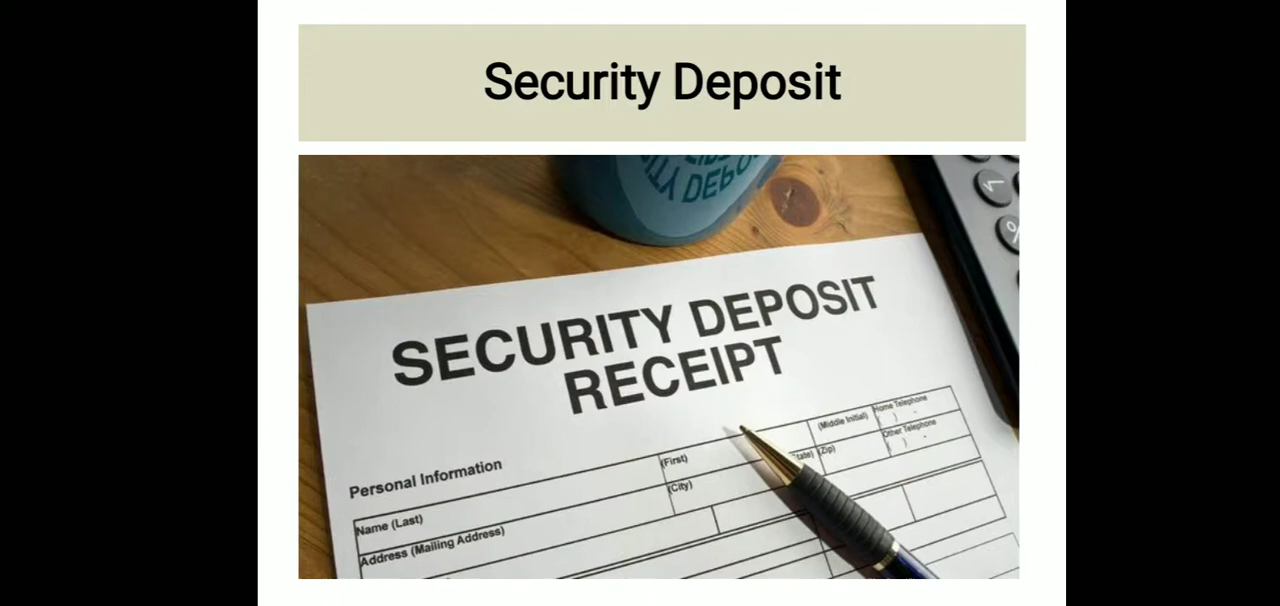 Security Deposit
SECURITY DEPOSIT
RECEIPT
Personal Information
Name (Last)
(First)
(Middle Initial)
Home Telephone
( ) -
Address (Mailing Address)
(City)
(Zip)
Other Telephone
( ) -
%